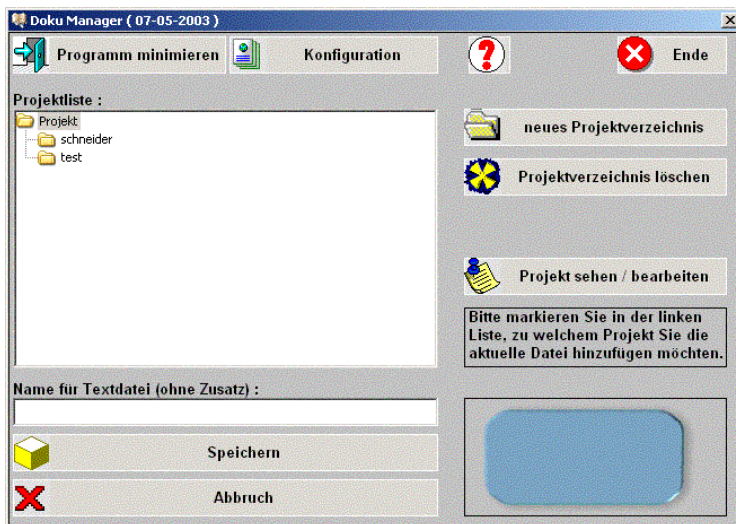 Doku Manager ( 07-05-2003 )
Programm minimieren
Konfiguration
Ende
Projektliste :
Projekt
schneider
test
neues Projektverzeichnis
Projektverzeichnis löschen
Projekt sehen / bearbeiten
Bitte markieren Sie in der linken
Liste, zu welchem Projekt Sie die
aktuelle Datei hinzufügen möchten.
Name für Textdatei (ohne Zusatz) :
Speichern
Abbruch